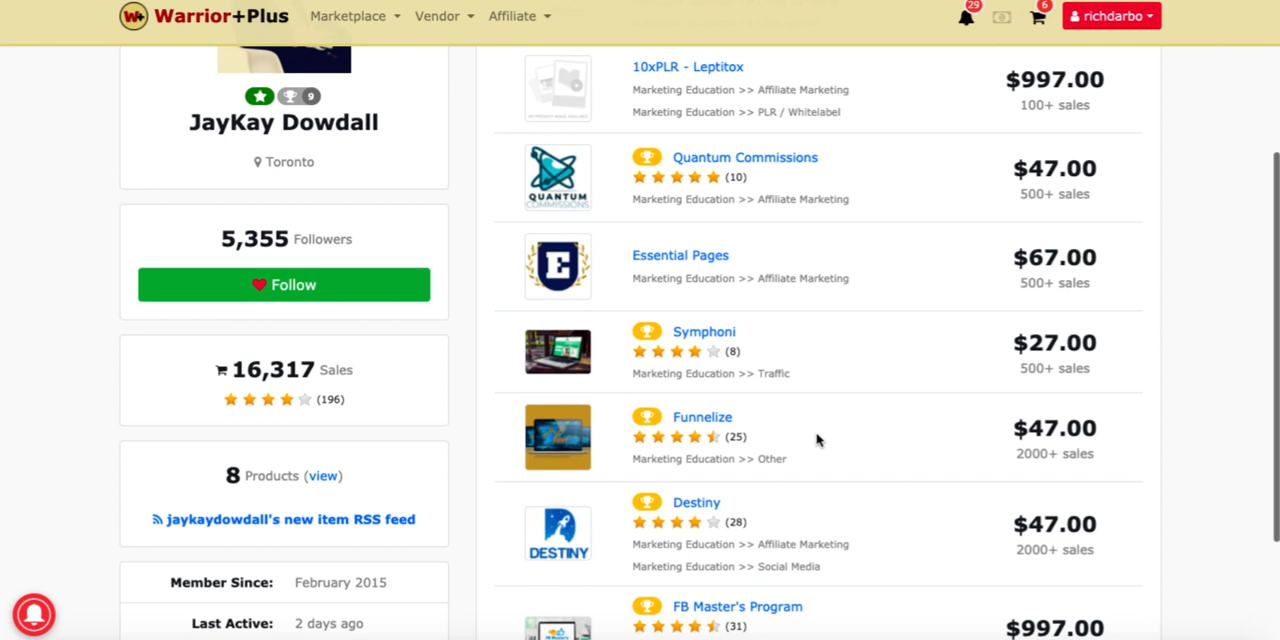 W+ Warrior+Plus
Marketplace
Vendor
Affiliate
29
6
richdarbo
9
JayKay Dowdall
Toronto
5,355 Followers
Follow
16,317 Sales
(196)
8 Products (view)
jaykaydowdall's new item RSS feed
Member Since: February 2015
Last Active: 2 days ago
10xPLR - Leptitox
Marketing Education >> Affiliate Marketing
Marketing Education >> PLR / Whitelabel
$997.00
100+ sales
QUANTUM
COMMISSIONS
Quantum Commissions
(10)
Marketing Education >> Affiliate Marketing
$47.00
500+ sales
E
Essential Pages
Marketing Education >> Affiliate Marketing
$67.00
500+ sales
Symphoni
(8)
Marketing Education >> Traffic
$27.00
500+ sales
Funnelize
(25)
Marketing Education >> Other
$47.00
2000+ sales
DESTINY
Destiny
(28)
Marketing Education >> Affiliate Marketing
Marketing Education >> Social Media
$47.00
2000+ sales
FB Master's Program
(31)
$997.00